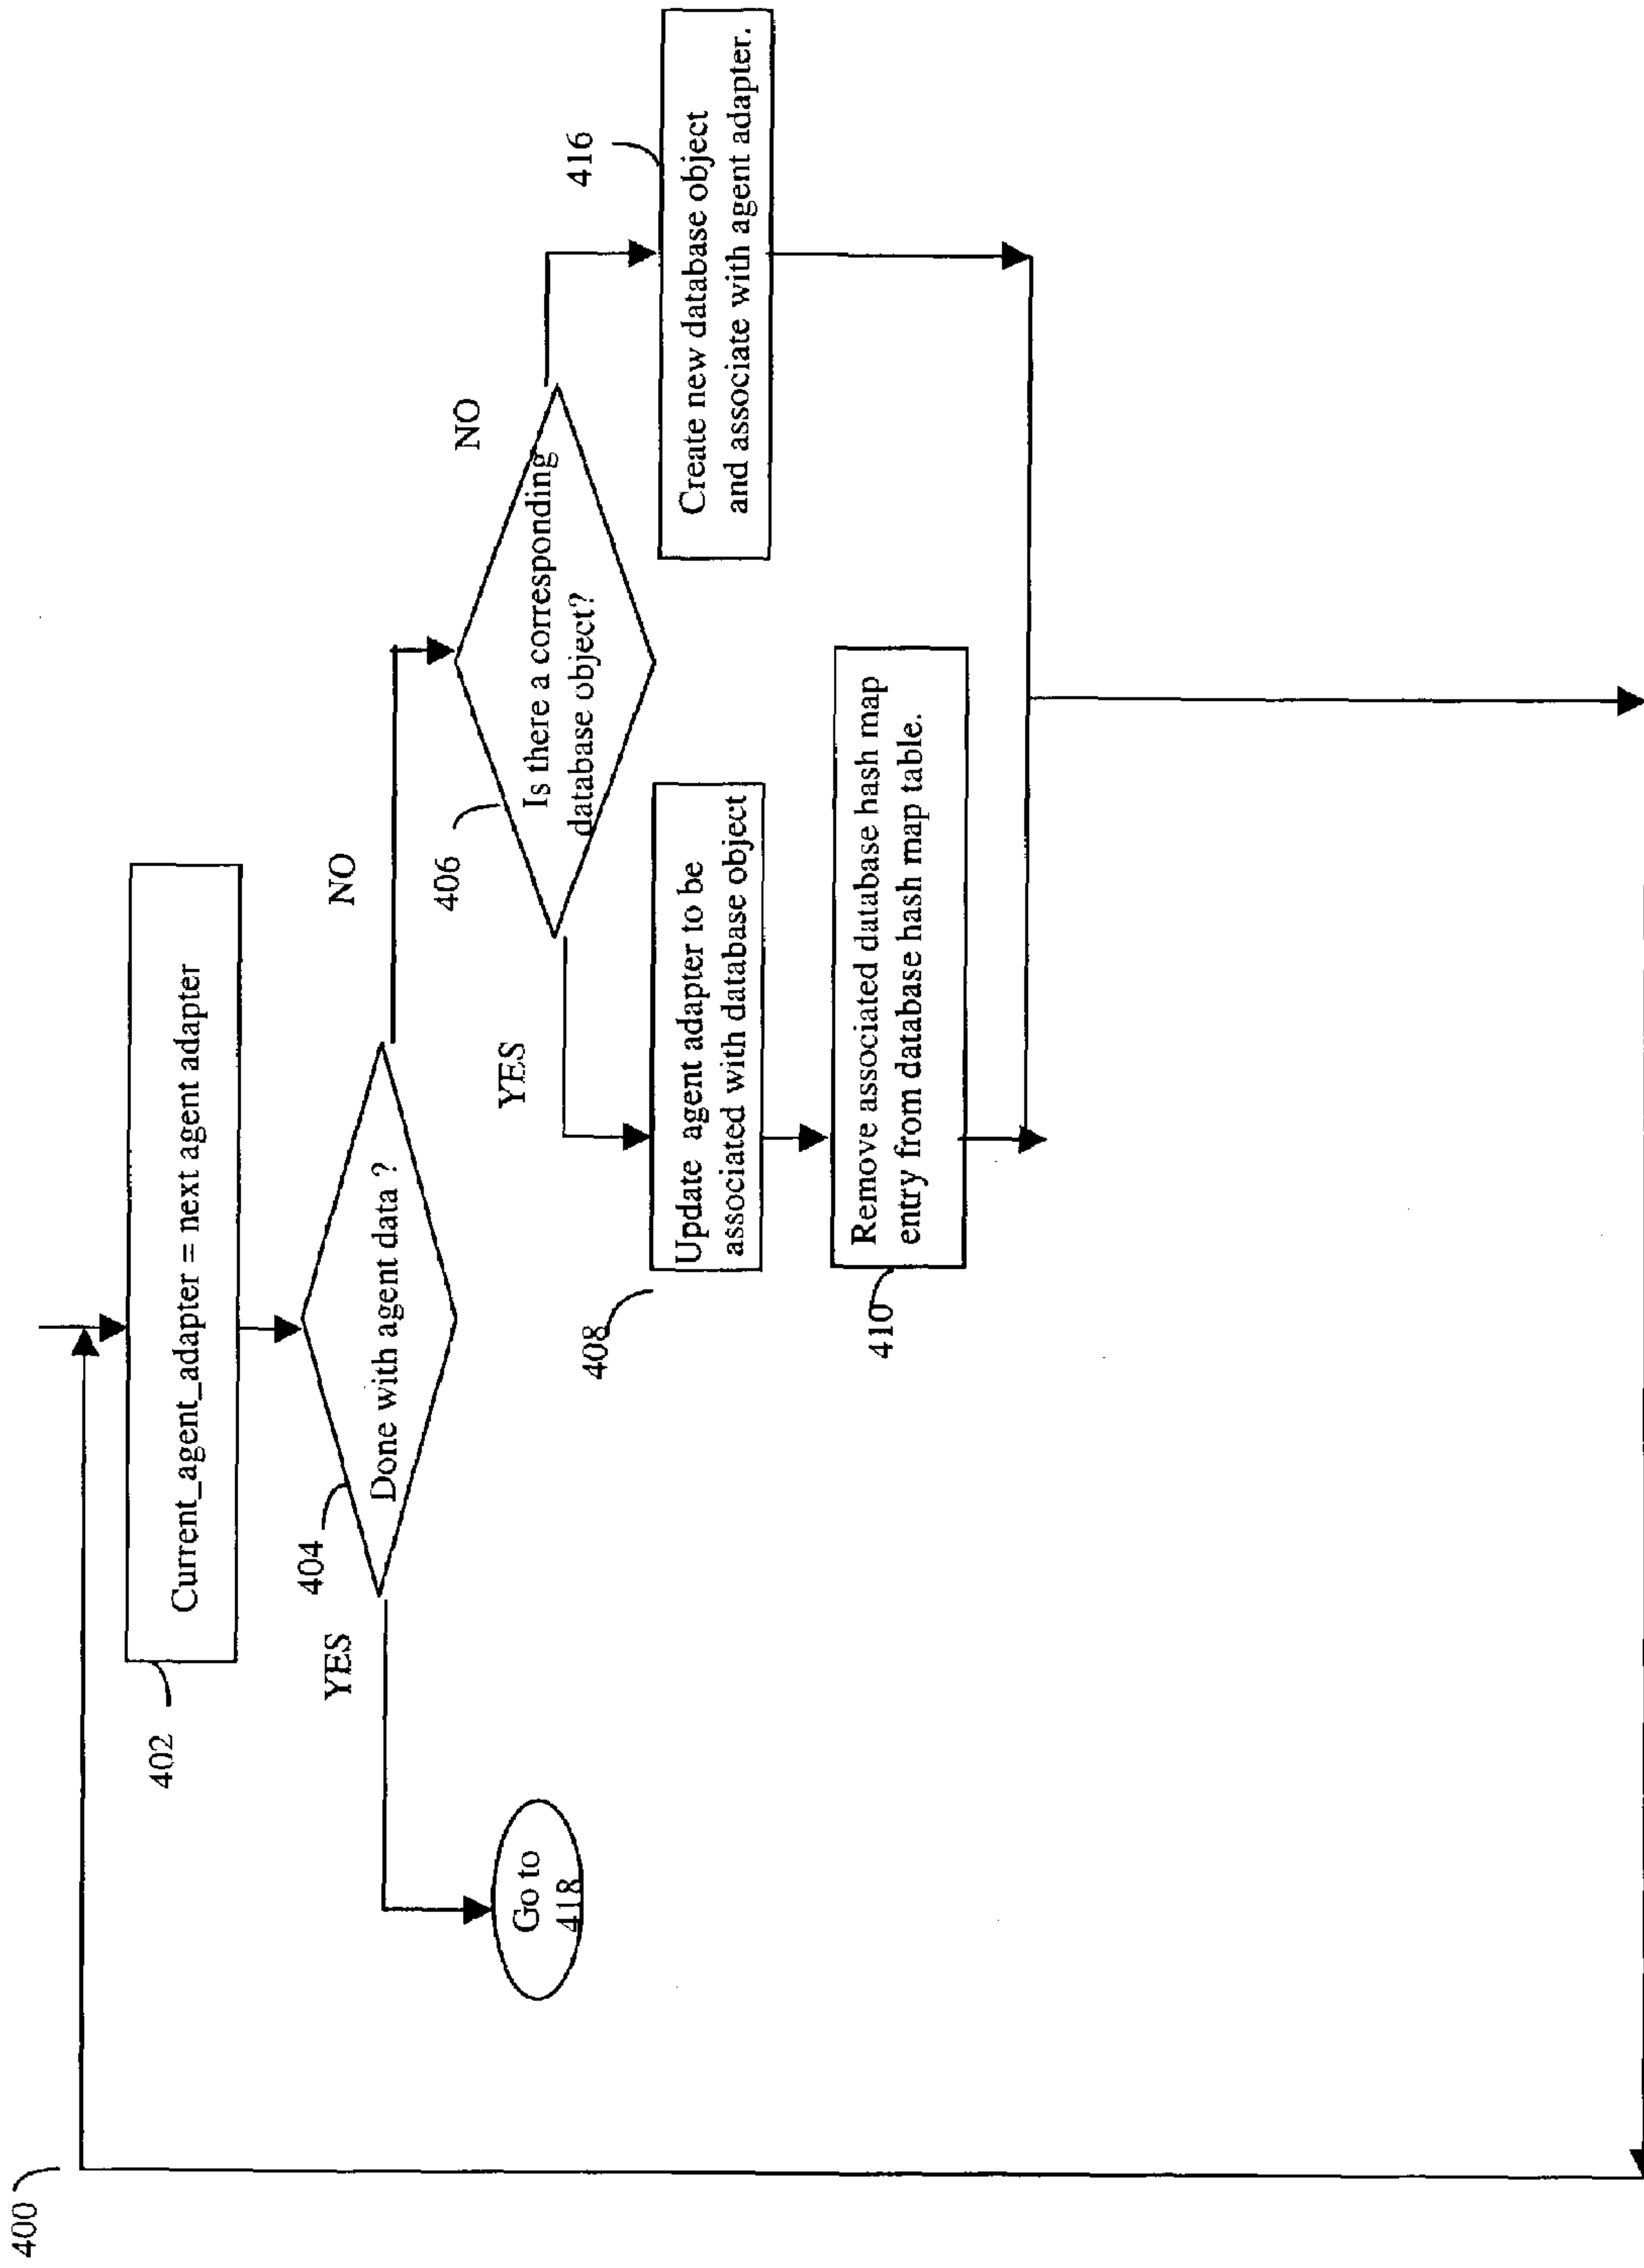 400
402
Current_agent_adapter = next agent adapter
404
Done with agent data ?
YES
NO
Go to
418
406
Is there a corresponding
database object?
YES
NO
408
Update agent adapter to be
associated with database object
416
Create new database object
and associate with agent adapter.
410
Remove associated database hash map
entry from database hash map table.